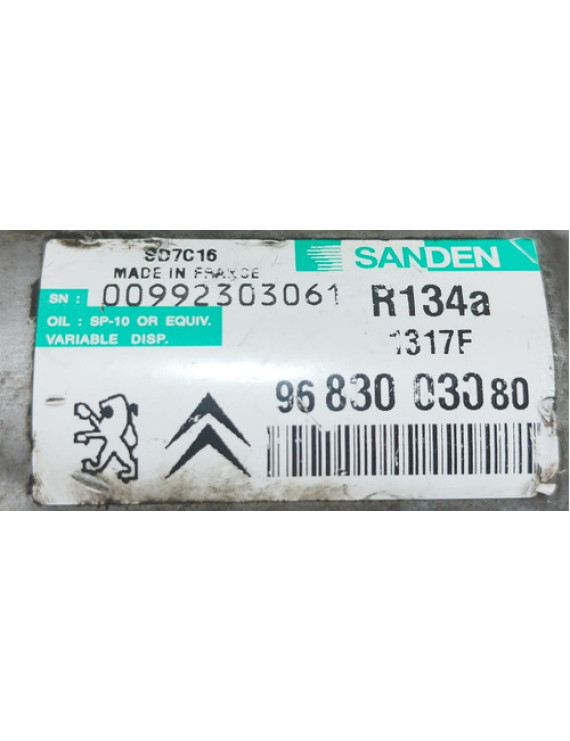 SD7C16
MADE IN FRANCE
SANDEN
SN : 00992303061
R134a
OIL : SP-10 OR EQUIV.
VARIABLE DISP.
1317F
96 830 030 80